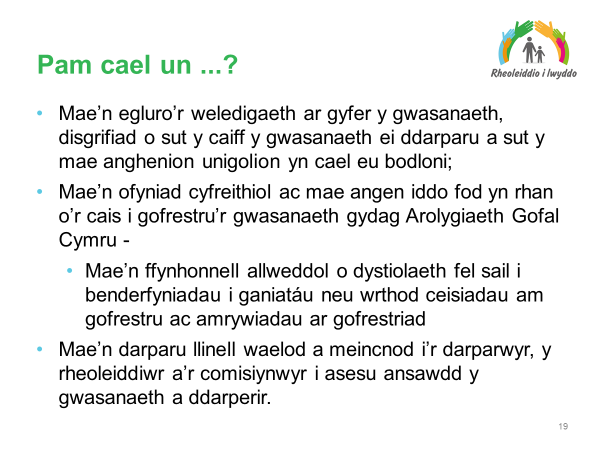 Rheoleiddio i lwyddo
Pam cael un ...?
• Mae’n egluro’r weledigaeth ar gyfer y gwasanaeth,
disgrifiad o sut y caiff y gwasanaeth ei ddarparu a sut y
mae anghenion unigolion yn cael eu bodloni;
• Mae’n ofyniad cyfreithiol ac mae angen iddo fod yn rhan
o’r cais i gofrestru’r gwasanaeth gydag Arolygiaeth Gofal
Cymru -
• Mae’n ffynhonnell allweddol o dystiolaeth fel sail i
benderfyniadau i ganiatáu neu wrthod ceisiadau am
gofrestru ac amrywiadau ar gofrestriad
• Mae’n darparu llinell waelod a meincnod i’r darparwyr, y
rheoleiddiwr a’r comisiynwyr i asesu ansawdd y
gwasanaeth a ddarperir.
19